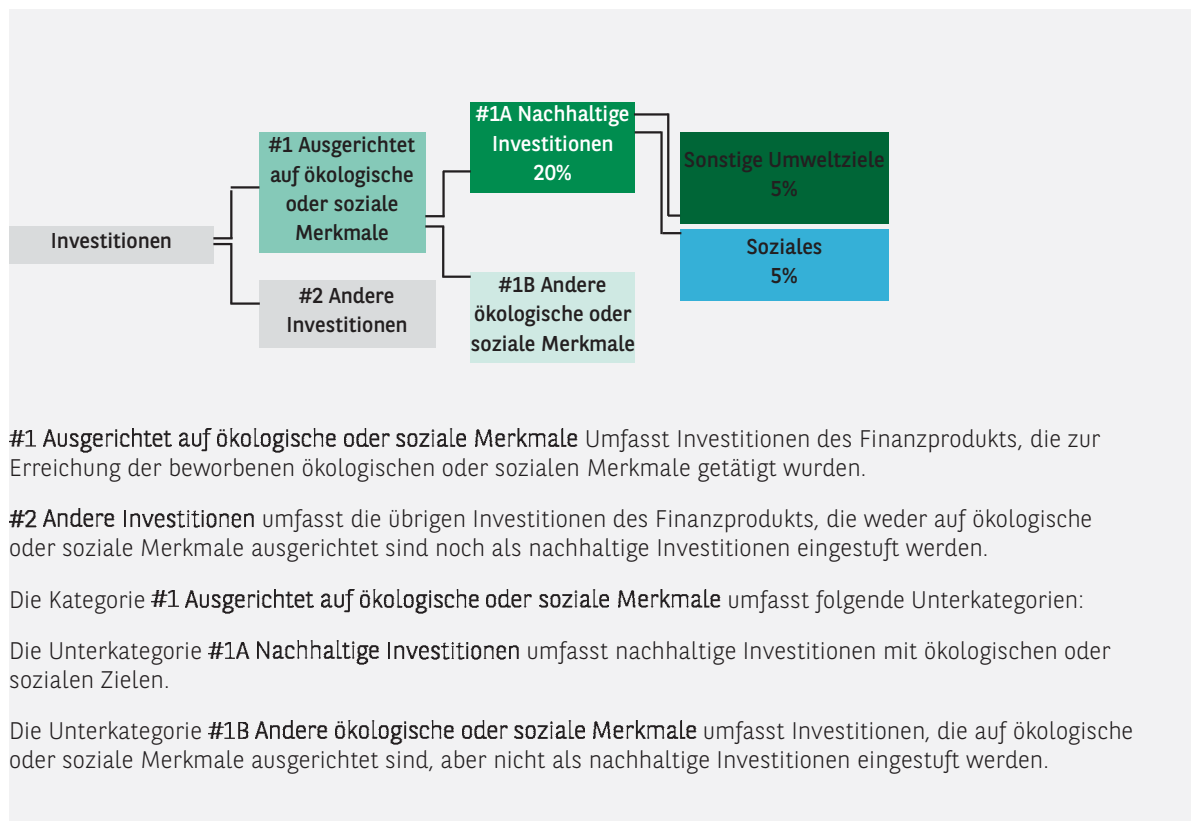 #1A Nachhaltige
Investitionen
20%
#1 Ausgerichtet
auf ökologische
oder soziale
Merkmale
Sonstige Umweltziele
5%
Investitionen
Soziales
5%
#2 Andere
Investitionen
#1B Andere
ökologische oder
soziale Merkmale
#1 Ausgerichtet auf ökologische oder soziale Merkmale Umfasst Investitionen des Finanzprodukts, die zur
Erreichung der beworbenen ökologischen oder sozialen Merkmale getätigt wurden.
#2 Andere Investitionen umfasst die übrigen Investitionen des Finanzprodukts, die weder auf ökologische
oder soziale Merkmale ausgerichtet sind noch als nachhaltige Investitionen eingestuft werden.
Die Kategorie #1 Ausgerichtet auf ökologische oder soziale Merkmale umfasst folgende Unterkategorien:
Die Unterkategorie #1A Nachhaltige Investitionen umfasst nachhaltige Investitionen mit ökologischen oder
sozialen Zielen.
Die Unterkategorie #1B Andere ökologische oder soziale Merkmale umfasst Investitionen, die auf ökologische
oder soziale Merkmale ausgerichtet sind, aber nicht als nachhaltige Investitionen eingestuft werden.